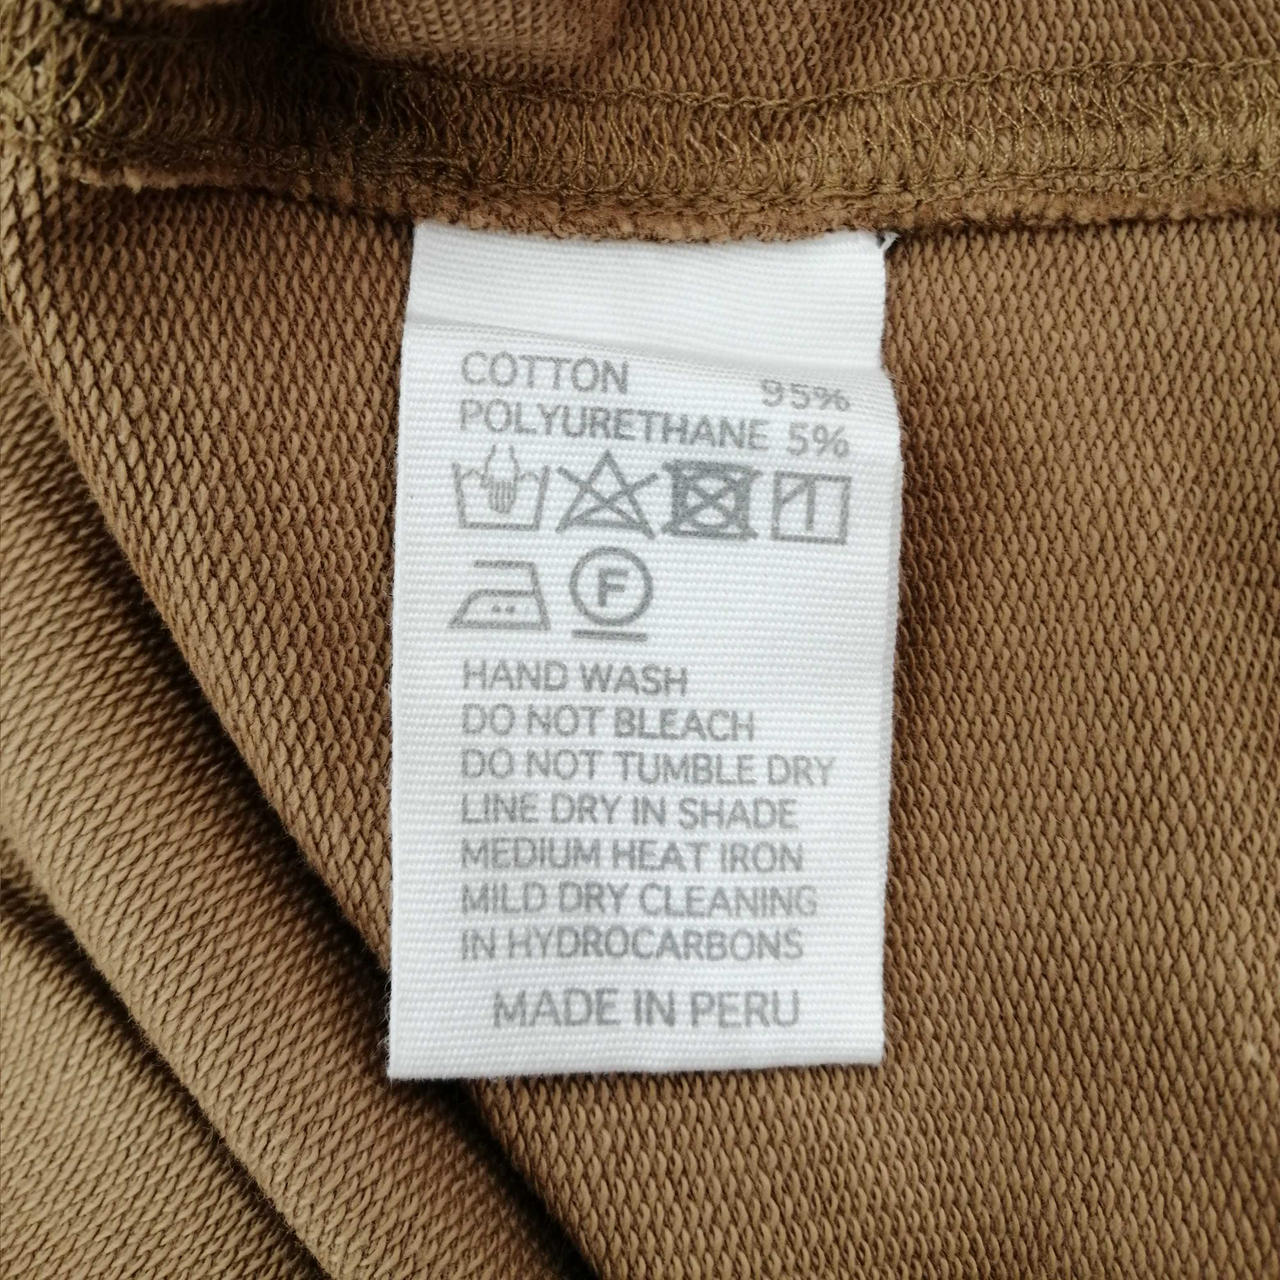 COTTON 95%
POLYURETHANE 5%
F
HAND WASH
DO NOT BLEACH
DO NOT TUMBLE DRY
LINE DRY IN SHADE
MEDIUM HEAT IRON
MILD DRY CLEANING
IN HYDROCARBONS
MADE IN PERU